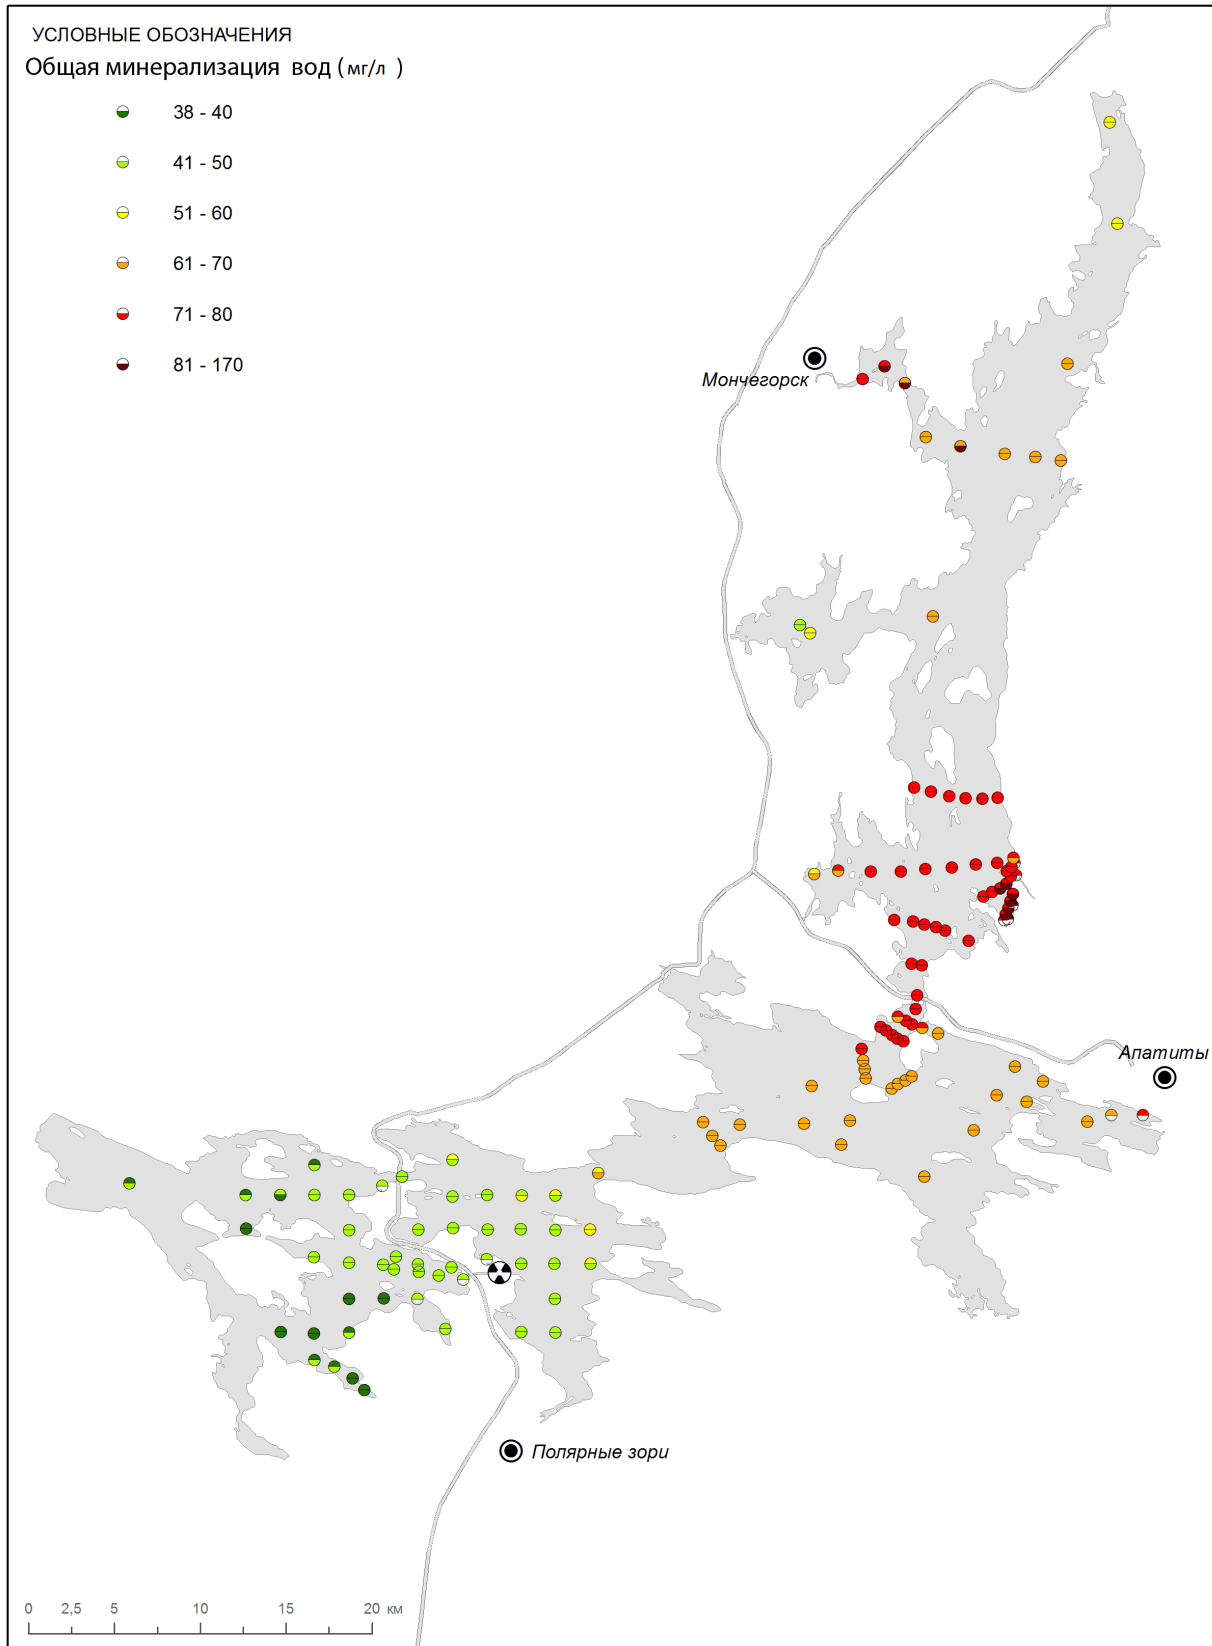 УСЛОВНЫЕ ОБОЗНАЧЕНИЯ
Общая минерализация вод (мг/л )
38 - 40
41 - 50
51 - 60
61 - 70
71 - 80
81 - 170
Мончегорск
Апатиты
Полярные зори
0 2,5 5 10 15 20 км